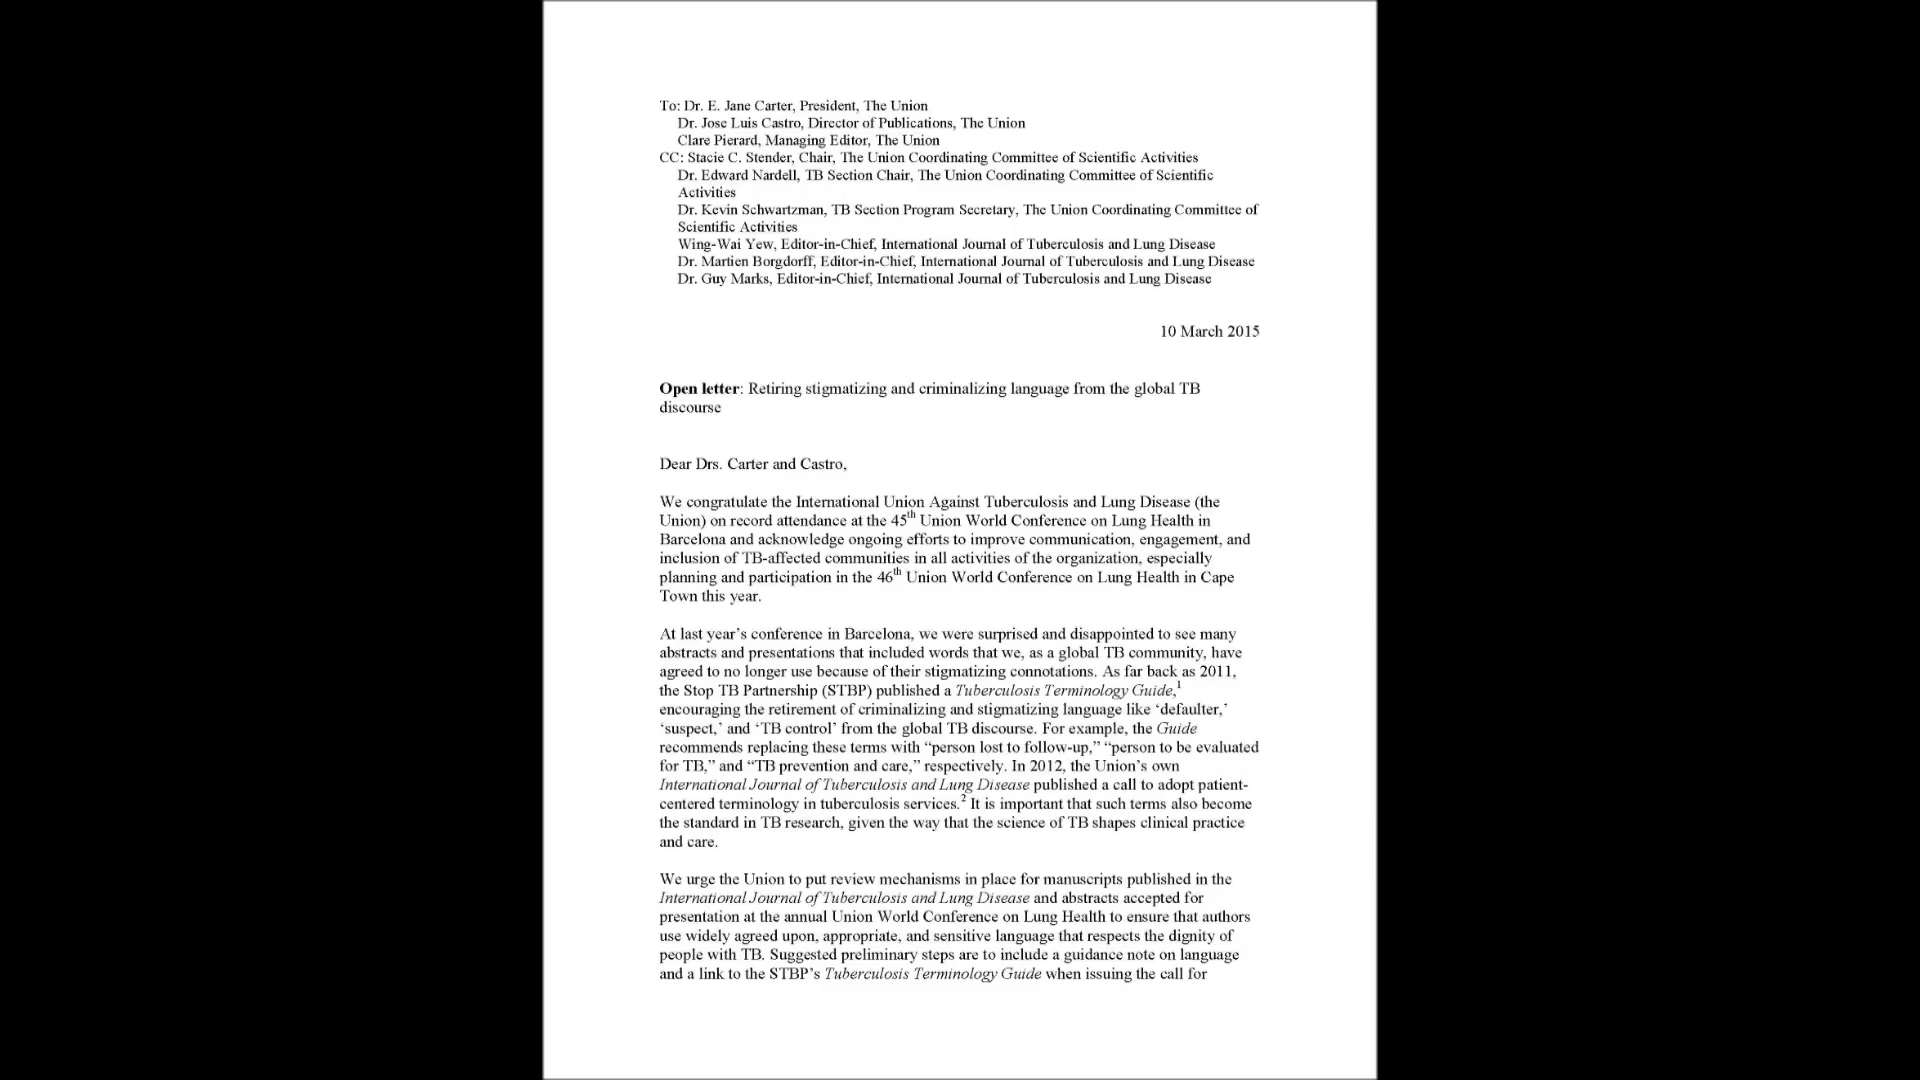 To: Dr. E. Jane Carter, President, The Union
Dr. Jose Luis Castro, Director of Publications, The Union
Clare Pierard, Managing Editor, The Union
CC: Stacie C. Stender, Chair, The Union Coordinating Committee of Scientific Activities
Dr. Edward Nardell, TB Section Chair, The Union Coordinating Committee of Scientific
Activities
Dr. Kevin Schwartzman, TB Section Program Secretary, The Union Coordinating Committee of
Scientific Activities
Wing-Wai Yew, Editor-in-Chief, International Journal of Tuberculosis and Lung Disease
Dr. Martien Borgdorff, Editor-in-Chief, International Journal of Tuberculosis and Lung Disease
Dr. Guy Marks, Editor-in-Chief, International Journal of Tuberculosis and Lung Disease
10 March 2015
Open letter: Retiring stigmatizing and criminalizing language from the global TB
discourse
Dear Drs. Carter and Castro,
We congratulate the International Union Against Tuberculosis and Lung Disease (the
Union) on record attendance at the 45th Union World Conference on Lung Health in
Barcelona and acknowledge ongoing efforts to improve communication, engagement, and
inclusion of TB-affected communities in all activities of the organization, especially
planning and participation in the 46th Union World Conference on Lung Health in Cape
Town this year.
At last year’s conference in Barcelona, we were surprised and disappointed to see many
abstracts and presentations that included words that we, as a global TB community, have
agreed to no longer use because of their stigmatizing connotations. As far back as 2011,
the Stop TB Partnership (STBP) published a Tuberculosis Terminology Guide,1
encouraging the retirement of criminalizing and stigmatizing language like ‘defaulter,’
‘suspect,’ and ‘TB control’ from the global TB discourse. For example, the Guide
recommends replacing these terms with “person lost to follow-up,” “person to be evaluated
for TB,” and “TB prevention and care,” respectively. In 2012, the Union’s own
International Journal of Tuberculosis and Lung Disease published a call to adopt patient-
centered terminology in tuberculosis services.2 It is important that such terms also become
the standard in TB research, given the way that the science of TB shapes clinical practice
and care.
We urge the Union to put review mechanisms in place for manuscripts published in the
International Journal of Tuberculosis and Lung Disease and abstracts accepted for
presentation at the annual Union World Conference on Lung Health to ensure that authors
use widely agreed upon, appropriate, and sensitive language that respects the dignity of
people with TB. Suggested preliminary steps are to include a guidance note on language
and a link to the STBP’s Tuberculosis Terminology Guide when issuing the call for